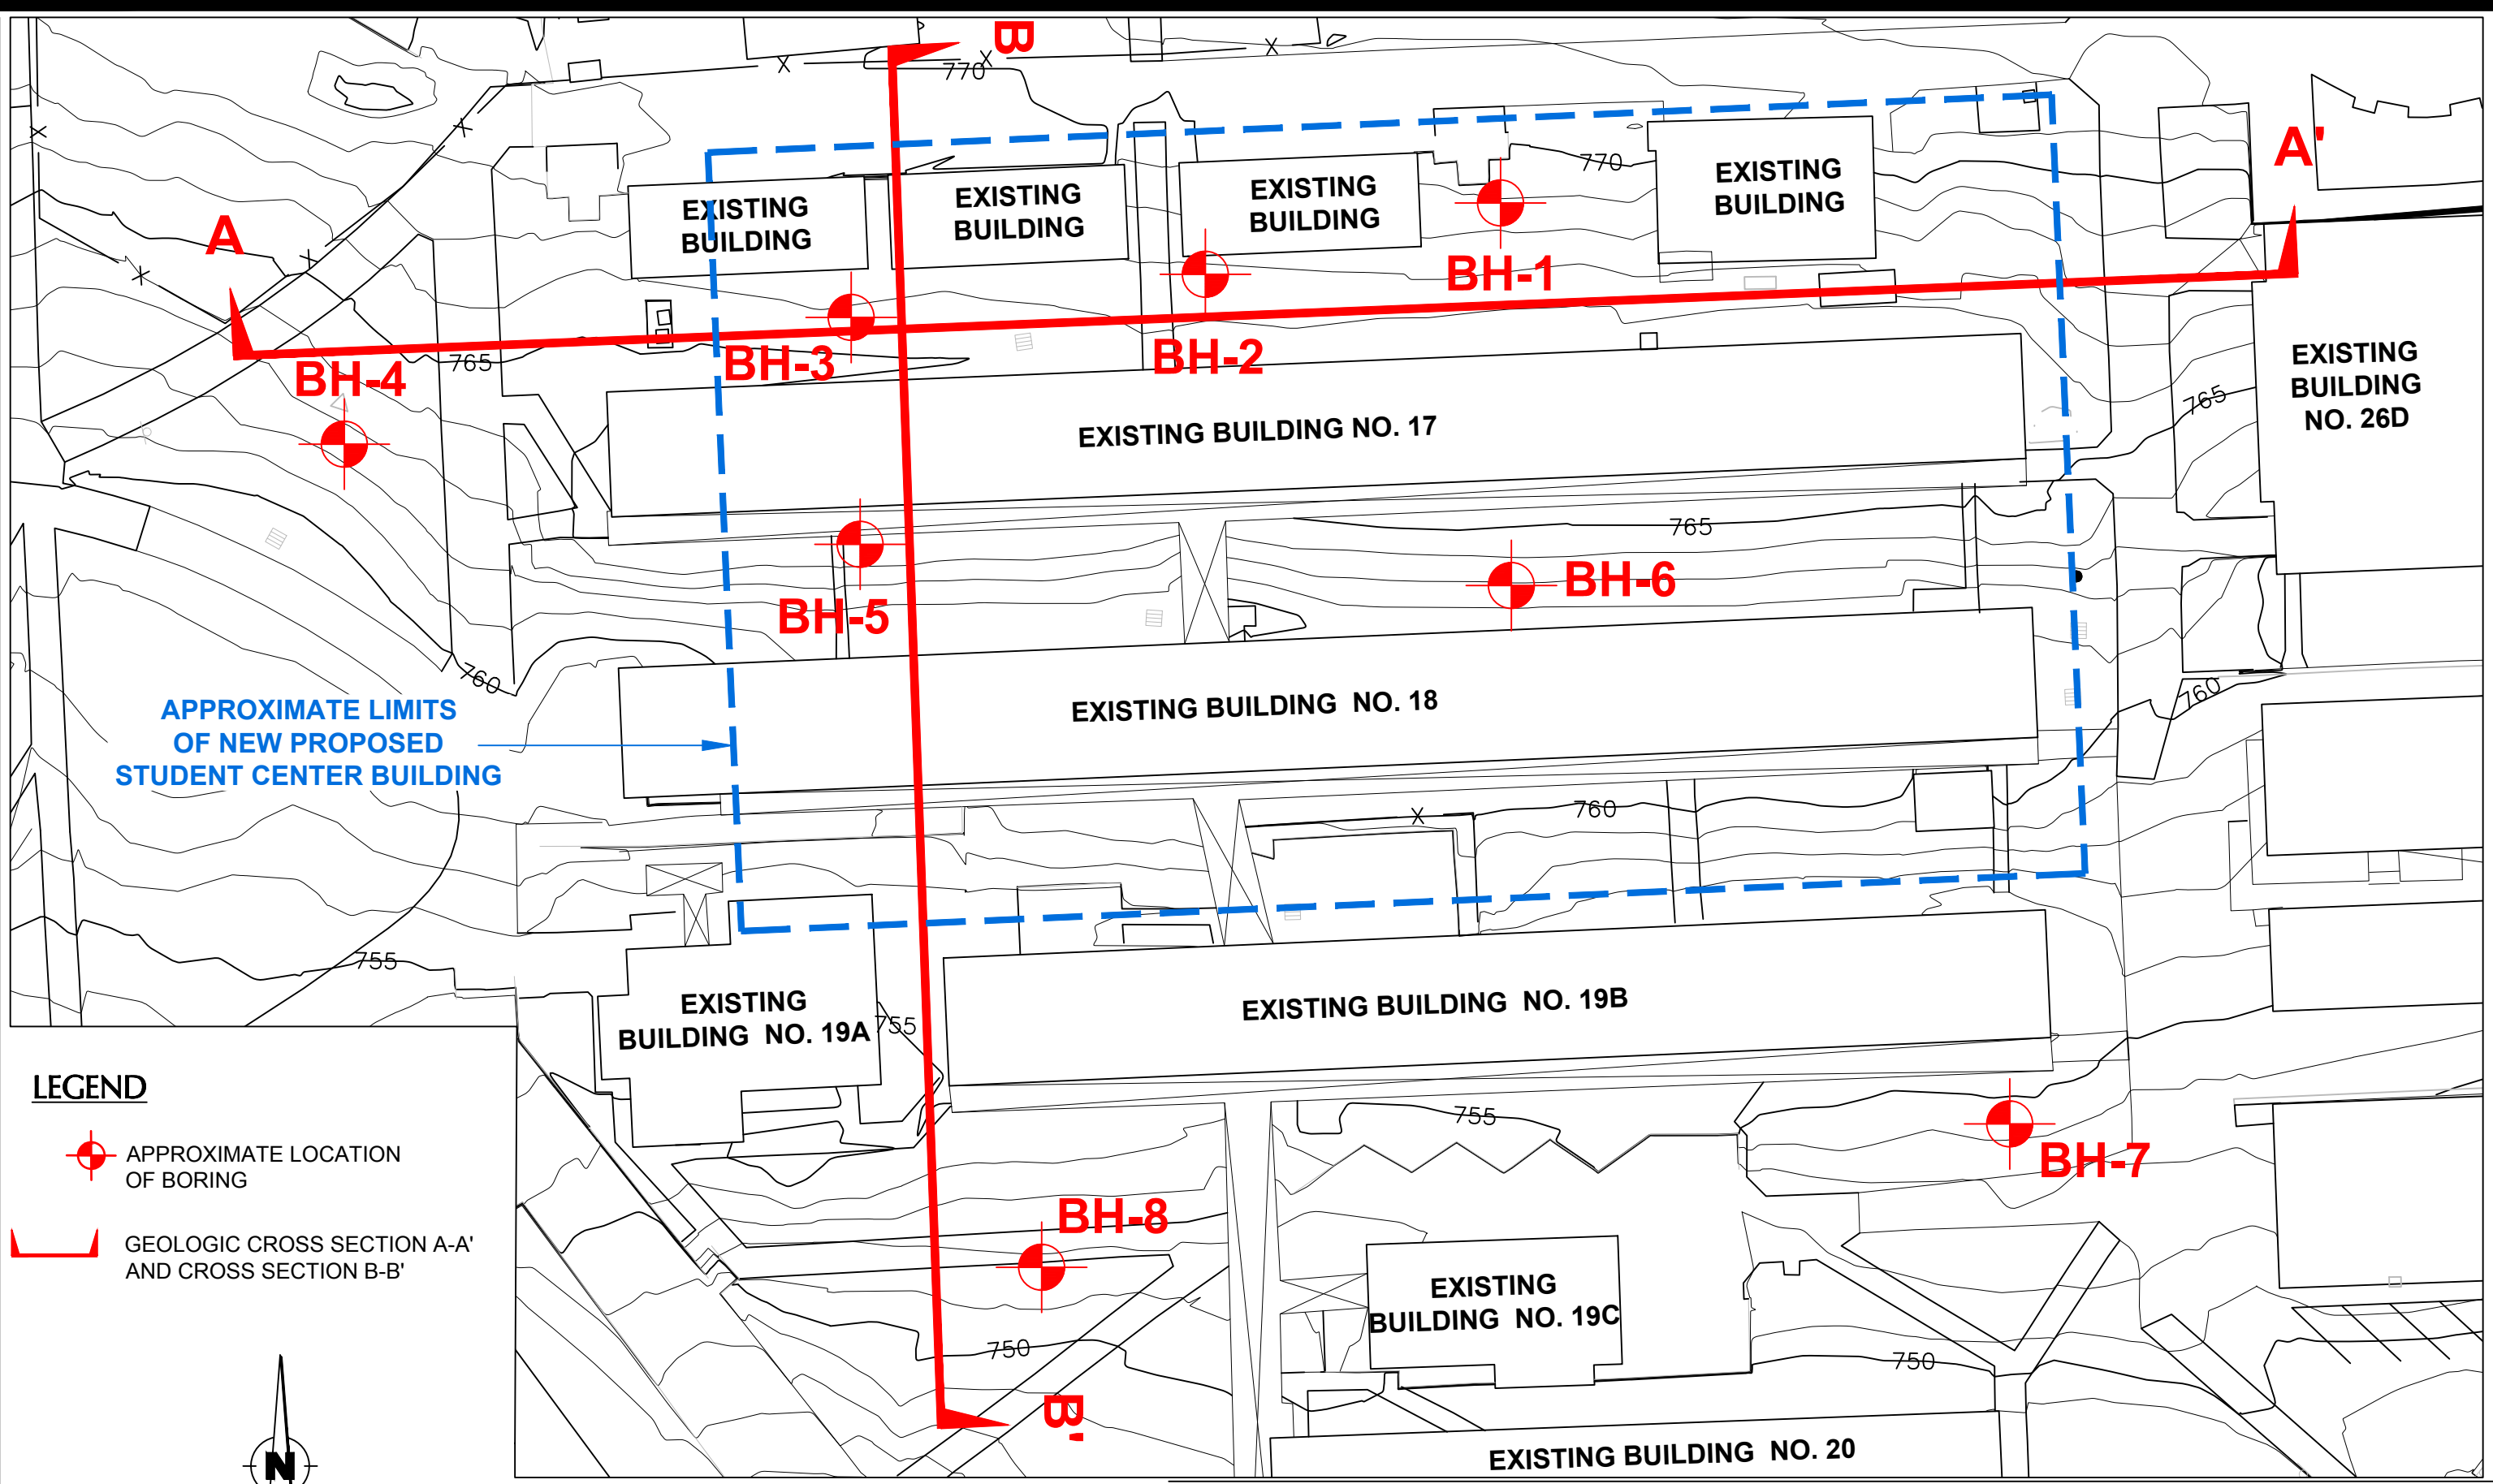 B
770
A'
770
EXISTING
BUILDING
EXISTING
BUILDING
EXISTING
BUILDING
EXISTING
BUILDING
A
BH-1
BH-3
BH-2
BH-4
765
EXISTING
BUILDING
NO. 26D
765
EXISTING BUILDING NO. 17
765
BH-5
BH-6
760
760
APPROXIMATE LIMITS
OF NEW PROPOSED
STUDENT CENTER BUILDING
EXISTING BUILDING NO. 18
760
755
EXISTING
BUILDING NO. 19A
755
EXISTING BUILDING NO. 19B
755
BH-7
BH-8
EXISTING
BUILDING NO. 19C
750
750
B'
EXISTING BUILDING NO. 20
LEGEND
APPROXIMATE LOCATION
OF BORING
GEOLOGIC CROSS SECTION A-A'
AND CROSS SECTION B-B'
N